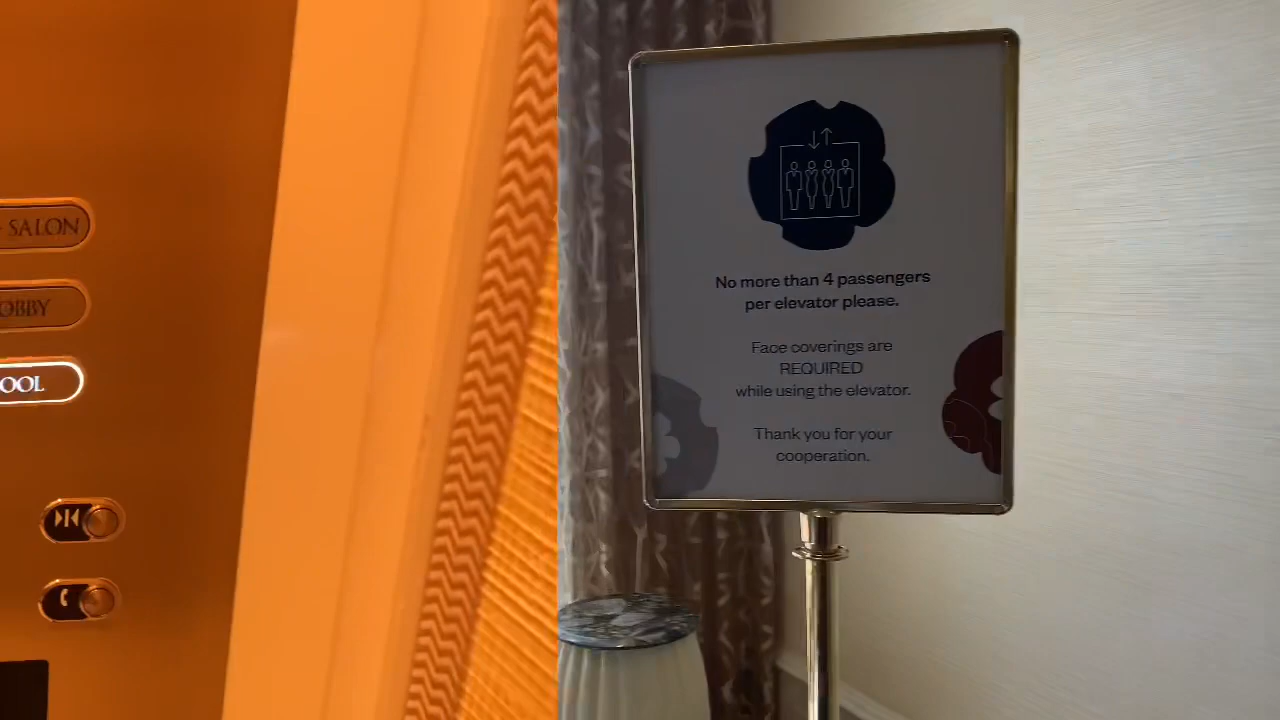 SALON
OBBY
OOL
No more than 4 passengers
per elevator please.
Face coverings are
REQUIRED
while using the elevator.
Thank you for your
cooperation.